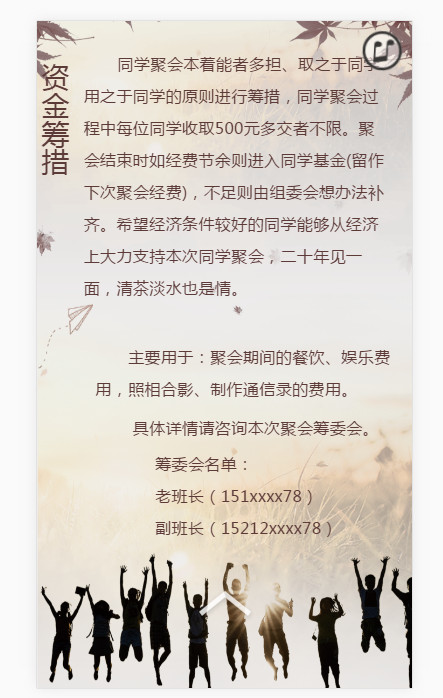 资金筹措
同学聚会本着能者多担、取之于同学
用之于同学的原则进行筹措，同学聚会过
程中每位同学收取500元多交者不限。聚
会结束时如经费节余则进入同学基金(留作
下次聚会经费)，不足则由组委会想办法补
齐。希望经济条件较好的同学能够从经济
上大力支持本次同学聚会，二十年见一
面，清茶淡水也是情。
主要用于：聚会期间的餐饮、娱乐费
用，照相合影、制作通信录的费用。
具体详情请咨询本次聚会筹委会。
筹委会名单：
老班长（151xxxx78）
副班长（15212xxxx78）